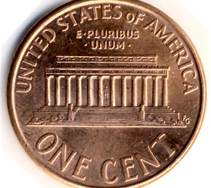 UNITED STATES OF AMERICA
E·PLURIBUS
·UNUM·
ONE CENT